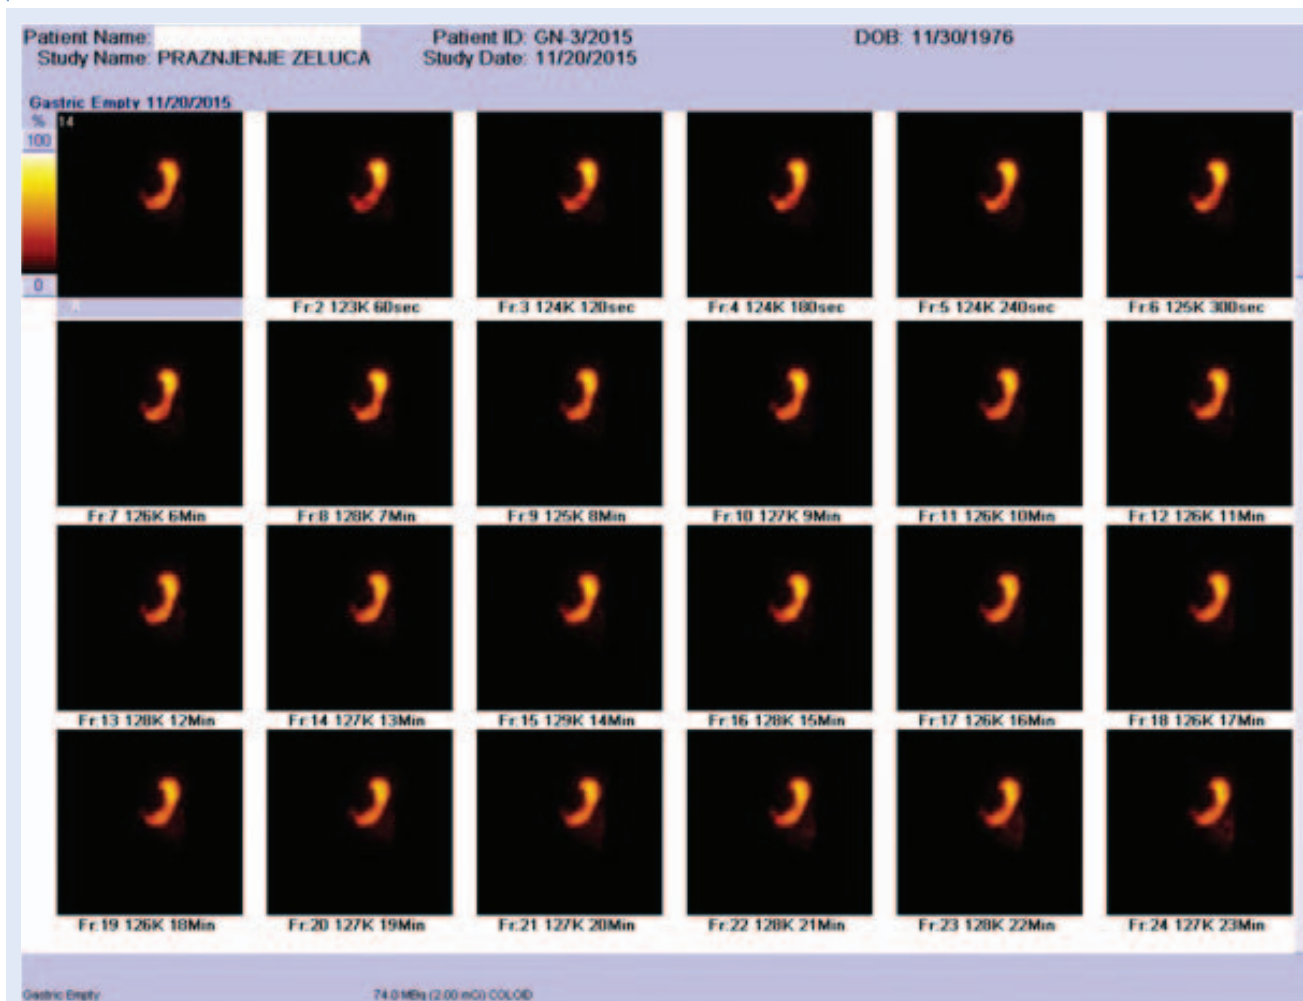 Patient Name: Patient ID: GN-3/2015 DOB: 11/30/1976
Study Name: PRAZNJENJE ZELUCA Study Date: 11/20/2015
Gastric Empty 11/20/2015
%
14
100
0
Fr:2 123K 60sec Fr:3 124K 120sec Fr:4 124K 180sec Fr:5 124K 240sec Fr:6 125K 300sec
Fr:7 126K 6Min Fr:8 128K 7Min Fr:9 125K 8Min Fr:10 127K 9Min Fr:11 126K 10Min Fr:12 126K 11Min
Fr:13 128K 12Min Fr:14 127K 13Min Fr:15 129K 14Min Fr:16 128K 15Min Fr:17 126K 16Min Fr:18 126K 17Min
Fr:19 126K 18Min Fr:20 127K 19Min Fr:21 127K 20Min Fr:22 128K 21Min Fr:23 128K 22Min Fr:24 127K 23Min
Gastric Empty 74.0 MBq (2.00 mCi) COLOID